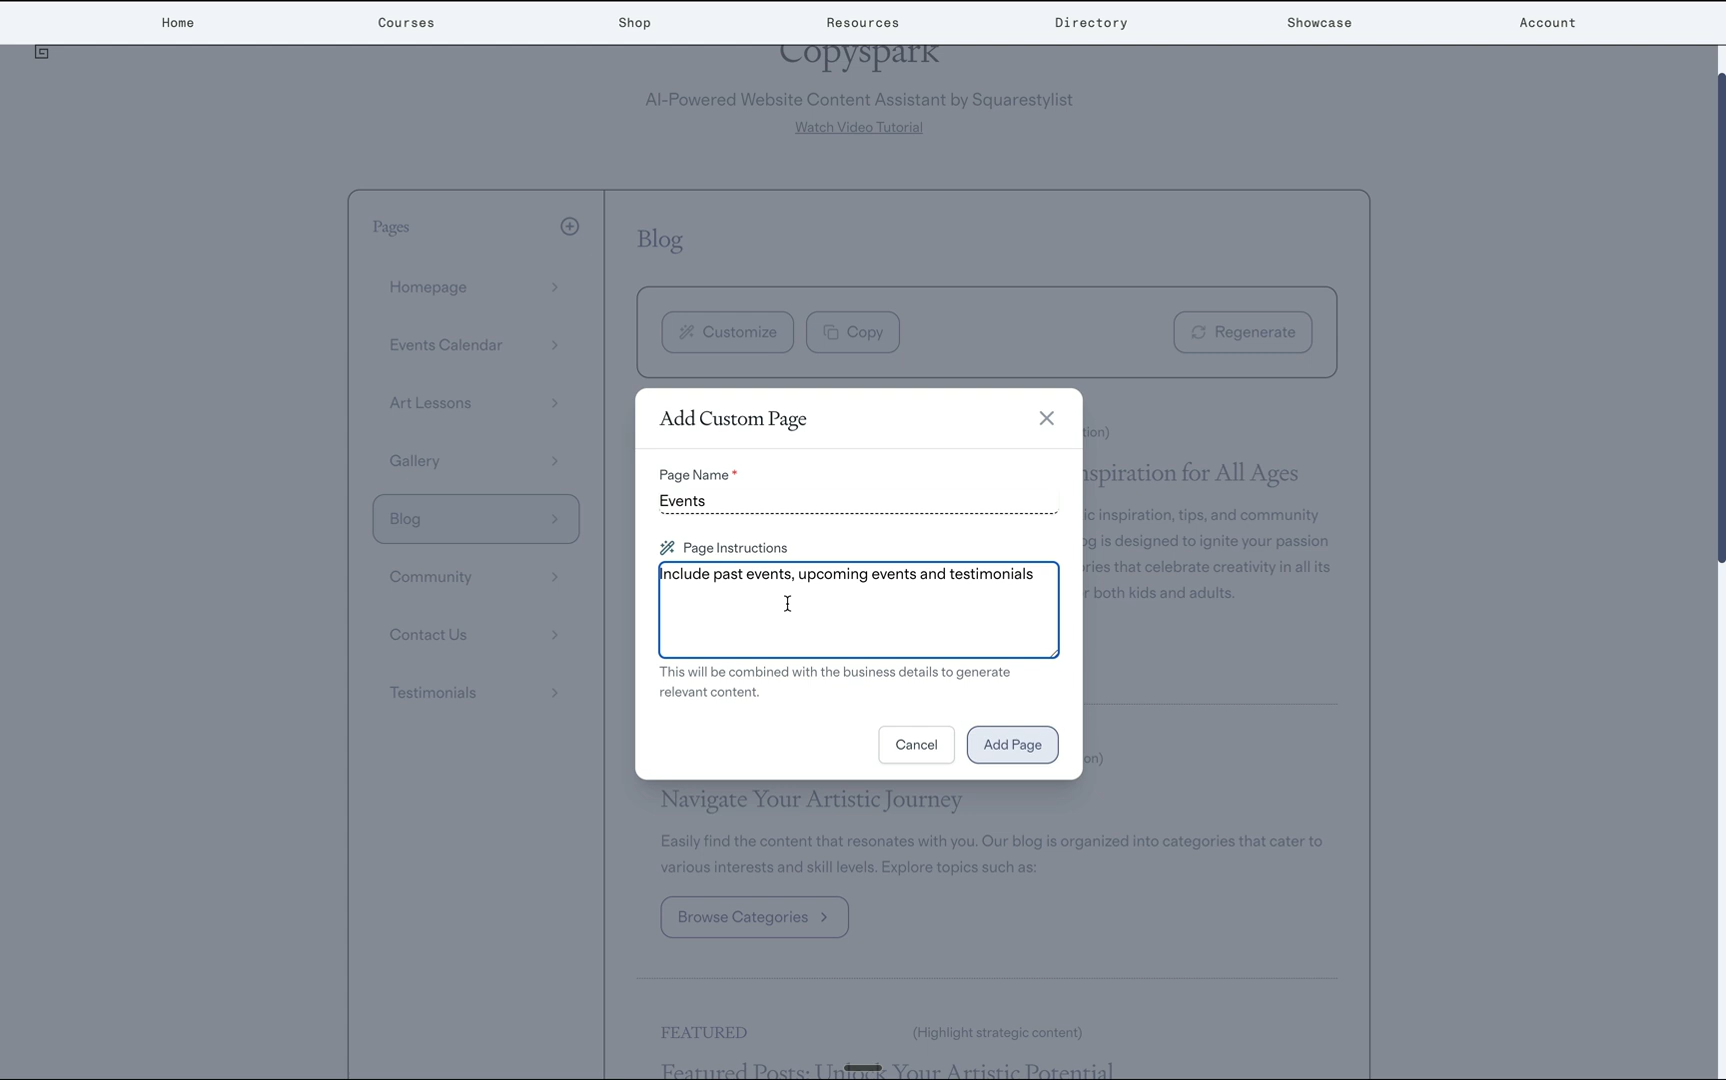 Home Courses Shop Resources Directory Showcase Account
Copyspark
AI-Powered Website Content Assistant by Squarestylist
Watch Video Tutorial
Pages
Homepage
Events Calendar
Art Lessons
Gallery
Blog
Community
Contact Us
Testimonials
Blog
Customize Copy Regenerate
tion)
nspiration for All Ages
ic inspiration, tips, and community
og is designed to ignite your passion
ries that celebrate creativity in all its
r both kids and adults.
Add Custom Page
Page Name *
Events
Page Instructions
Include past events, upcoming events and testimonials
This will be combined with the business details to generate
relevant content.
Cancel Add Page
on)
Navigate Your Artistic Journey
Easily find the content that resonates with you. Our blog is organized into categories that cater to
various interests and skill levels. Explore topics such as:
Browse Categories
FEATURED (Highlight strategic content)
Featured Posts: Unlock Your Artistic Potential